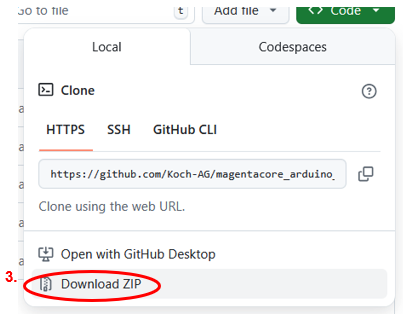 Go to file t Add file Code
Local Codespaces
Clone
HTTPS SSH GitHub CLI
https://github.com/Koch-AG/magentacore_arduino_
Clone using the web URL.
Open with GitHub Desktop
3. Download ZIP